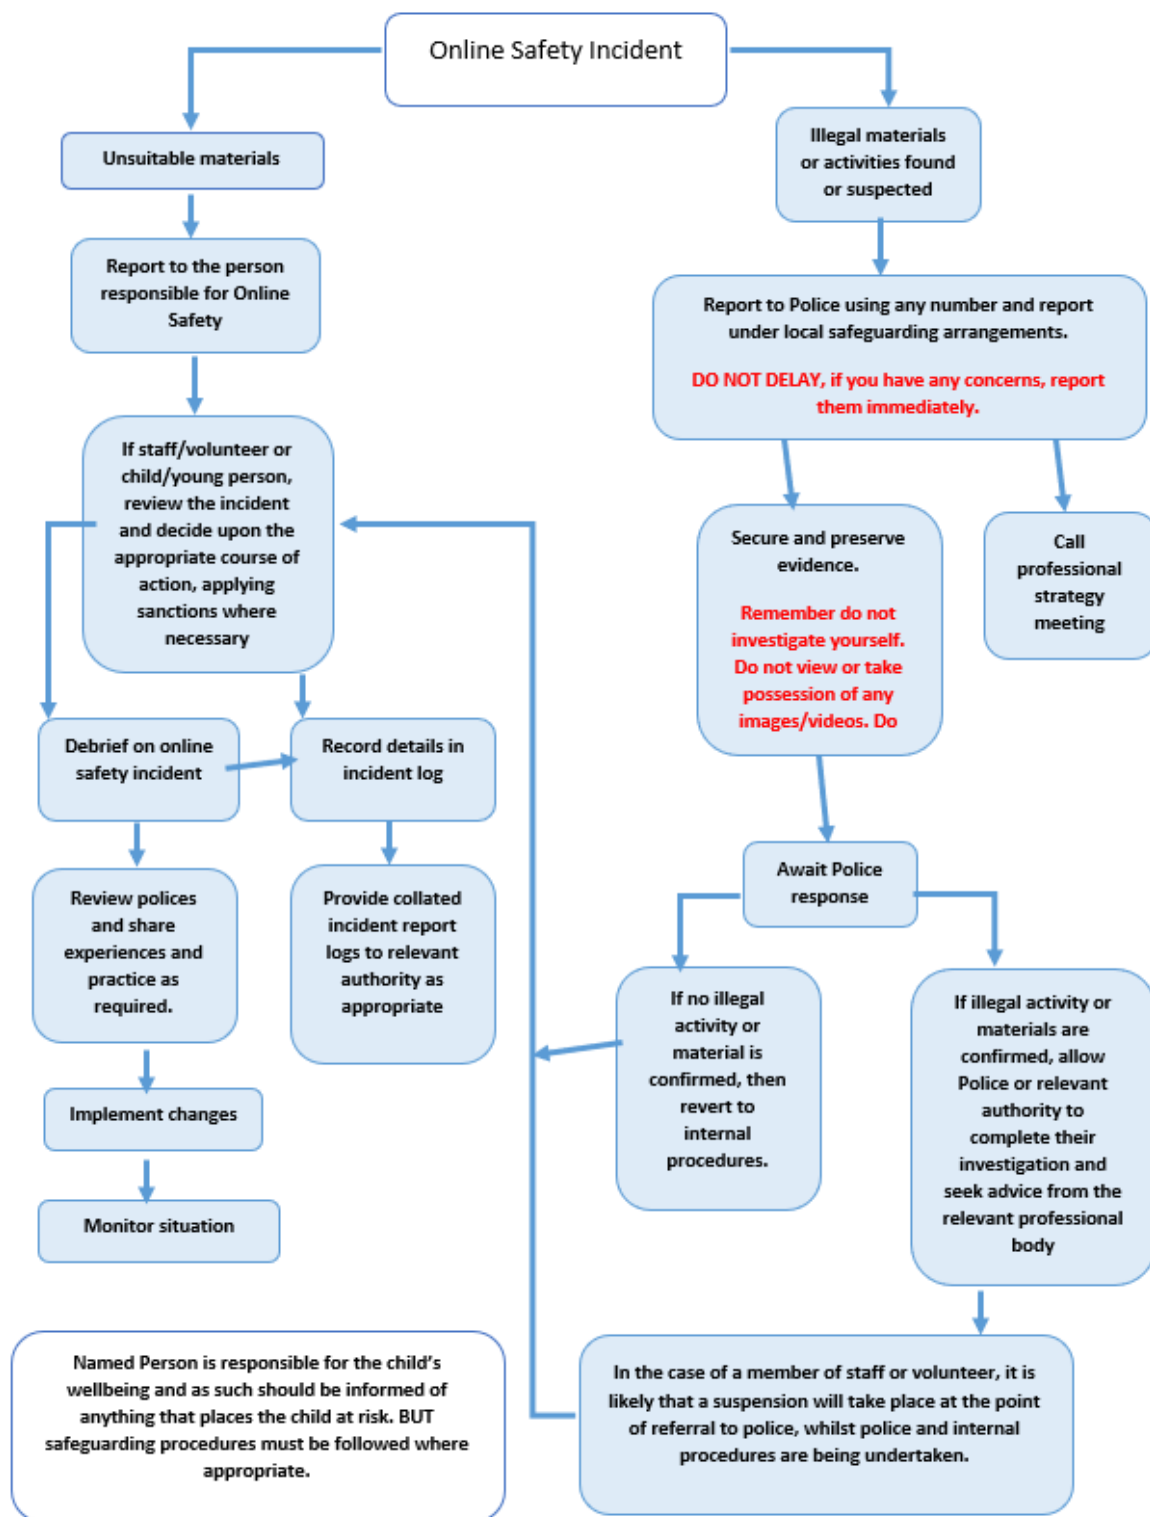 Online Safety Incident
Unsuitable materials
Report to the person
responsible for Online
Safety
If staff/volunteer or
child/young person,
review the incident
and decide upon the
appropriate course of
action, applying
sanctions where
necessary
Debrief on online
safety incident
Record details in
incident log
Review polices
and share
experiences and
practice as
required.
Provide collated
incident report
logs to relevant
authority as
appropriate
Implement changes
Monitor situation
Illegal materials
or activities found
or suspected
Report to Police using any number and report
under local safeguarding arrangements.
DO NOT DELAY, if you have any concerns, report
them immediately.
Secure and preserve
evidence.
Remember do not
investigate yourself.
Do not view or take
possession of any
images/videos. Do
Call
professional
strategy
meeting
Await Police
response
If no illegal
activity or
material is
confirmed, then
revert to
internal
procedures.
If illegal activity or
materials are
confirmed, allow
Police or relevant
authority to
complete their
investigation and
seek advice from the
relevant professional
body
In the case of a member of staff or volunteer, it is
likely that a suspension will take place at the point
of referral to police, whilst police and internal
procedures are being undertaken.
Named Person is responsible for the child's
wellbeing and as such should be informed of
anything that places the child at risk. BUT
safeguarding procedures must be followed where
appropriate.